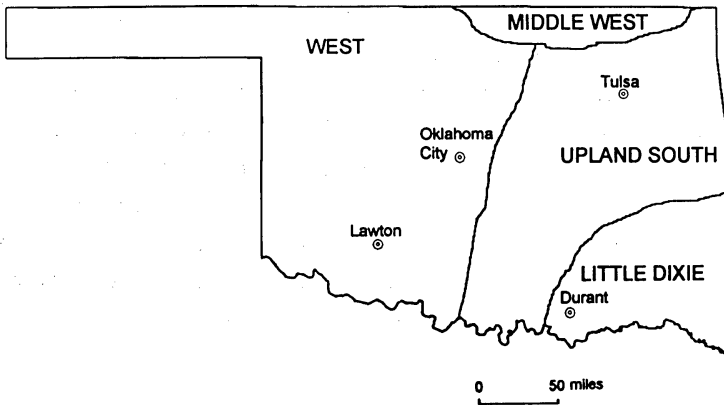 MIDDLE WEST
WEST
Tulsa
Oklahoma
City
UPLAND SOUTH
Lawton
LITTLE DIXIE
Durant
0 50 miles